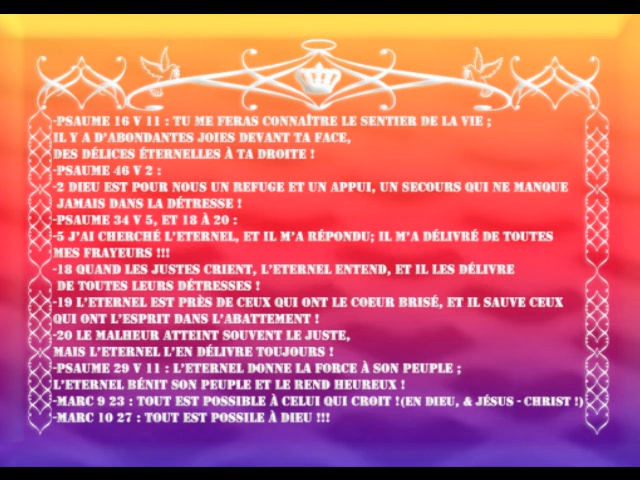 -PSAUME 16 V 11 : TU ME FERAS CONNAÎTRE LE SENTIER DE LA VIE ;
IL Y A D'ABONDANTES JOIES DEVANT TA FACE,
DES DÉLICES ÉTERNELLES À TA DROITE !
-PSAUME 46 V 2 :
-2 DIEU EST POUR NOUS UN REFUGE ET UN APPUI, UN SECOURS QUI NE MANQUE
JAMAIS DANS LA DÉTRESSE !
-PSAUME 34 V 5, ET 18 À 20 :
-5 J'AI CHERCHÉ L'ETERNEL, ET IL M'A RÉPONDU; IL M'A DÉLIVRÉ DE TOUTES
MES FRAYEURS !!!
-18 QUAND LES JUSTES CRIENT, L'ETERNEL ENTEND, ET IL LES DÉLIVRE
DE TOUTES LEURS DÉTRESSES !
-19 L'ETERNEL EST PRÈS DE CEUX QUI ONT LE COEUR BRISÉ, ET IL SAUVE CEUX
QUI ONT L'ESPRIT DANS L'ABATTEMENT !
-20 LE MALHEUR ATTEINT SOUVENT LE JUSTE,
MAIS L'ETERNEL L'EN DÉLIVRE TOUJOURS !
-PSAUME 29 V 11 : L'ETERNEL DONNE LA FORCE À SON PEUPLE ;
L'ETERNEL BÉNIT SON PEUPLE ET LE REND HEUREUX !
-MARC 9 23 : TOUT EST POSSIBLE À CELUI QUI CROIT !(EN DIEU, & JÉSUS - CHRIST !)
-MARC 10 27 : TOUT EST POSSILE À DIEU !!!